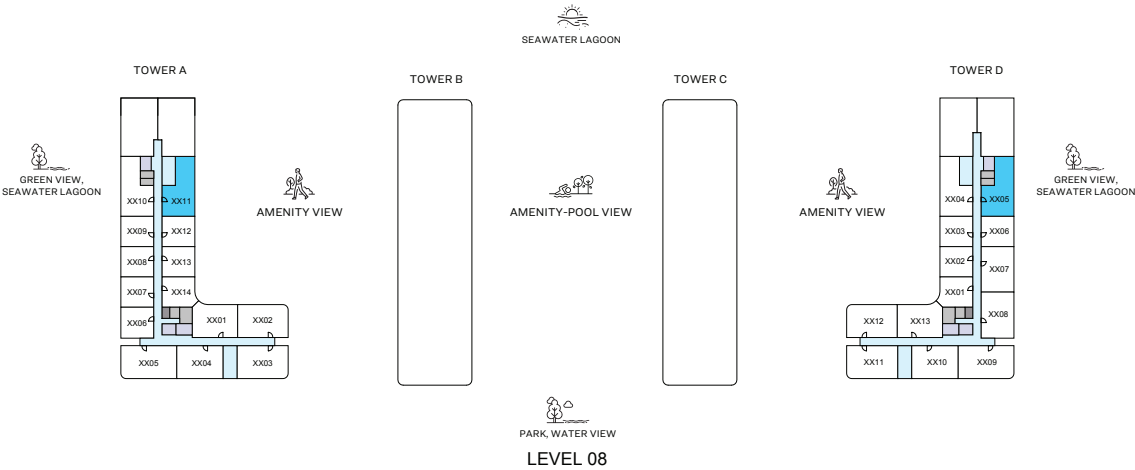 SEAWATER LAGOON
TOWER A
TOWER B
TOWER C
TOWER D
GREEN VIEW,
SEAWATER LAGOON
AMENITY VIEW
AMENITY-POOL VIEW
AMENITY VIEW
GREEN VIEW,
SEAWATER LAGOON
XX10
XX11
XX09
XX12
XX08
XX13
XX07
XX14
XX06
XX01
XX02
XX05
XX04
XX03
XX04
XX05
XX03
XX06
XX02
XX07
XX01
XX08
XX12
XX13
XX11
XX10
XX09
PARK, WATER VIEW
LEVEL 08